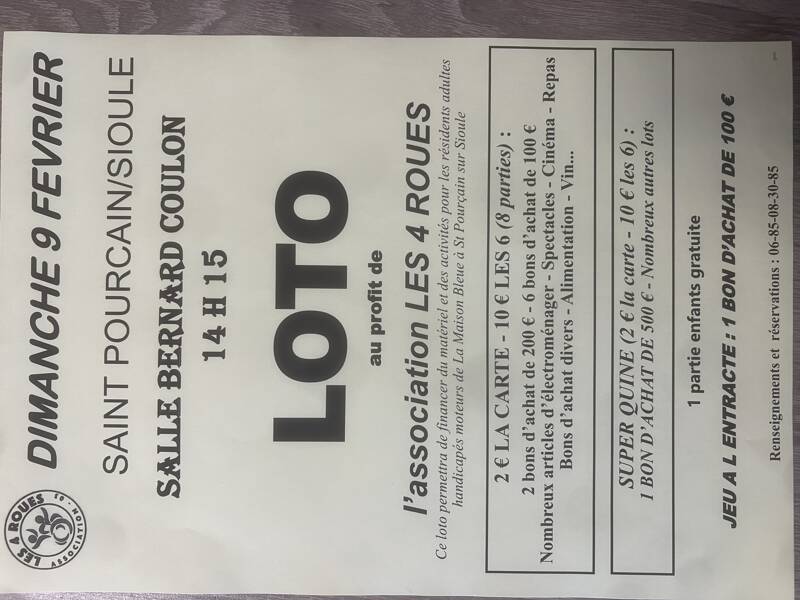 LES 4 ROUES
ASSOCIATION - 03
DIMANCHE 9 FEVRIER
SAINT POURCAIN/SIOULE
SALLE BERNARD COULON
14 H 15
LOTO
au profit de
l'association LES 4 ROUES
Ce loto permettra de financer du matériel et des activités pour les résidents adultes
handicapés moteurs de La Maison Bleue à St Pourçain sur Sioule
2 € LA CARTE - 10 € LES 6 (8 parties) :
2 bons d'achat de 200 € - 6 bons d'achat de 100 €
Nombreux articles d'électroménager - Spectacles - Cinéma - Repas
Bons d'achat divers - Alimentation - Vin...
SUPER QUINE (2 € la carte - 10 € les 6) :
1 BON D'ACHAT DE 500 € - Nombreux autres lots
1 partie enfants gratuite
JEU A L ENTRACTE : 1 BON D'ACHAT DE 100 €
Renseignements et réservations : 06-85-08-30-85